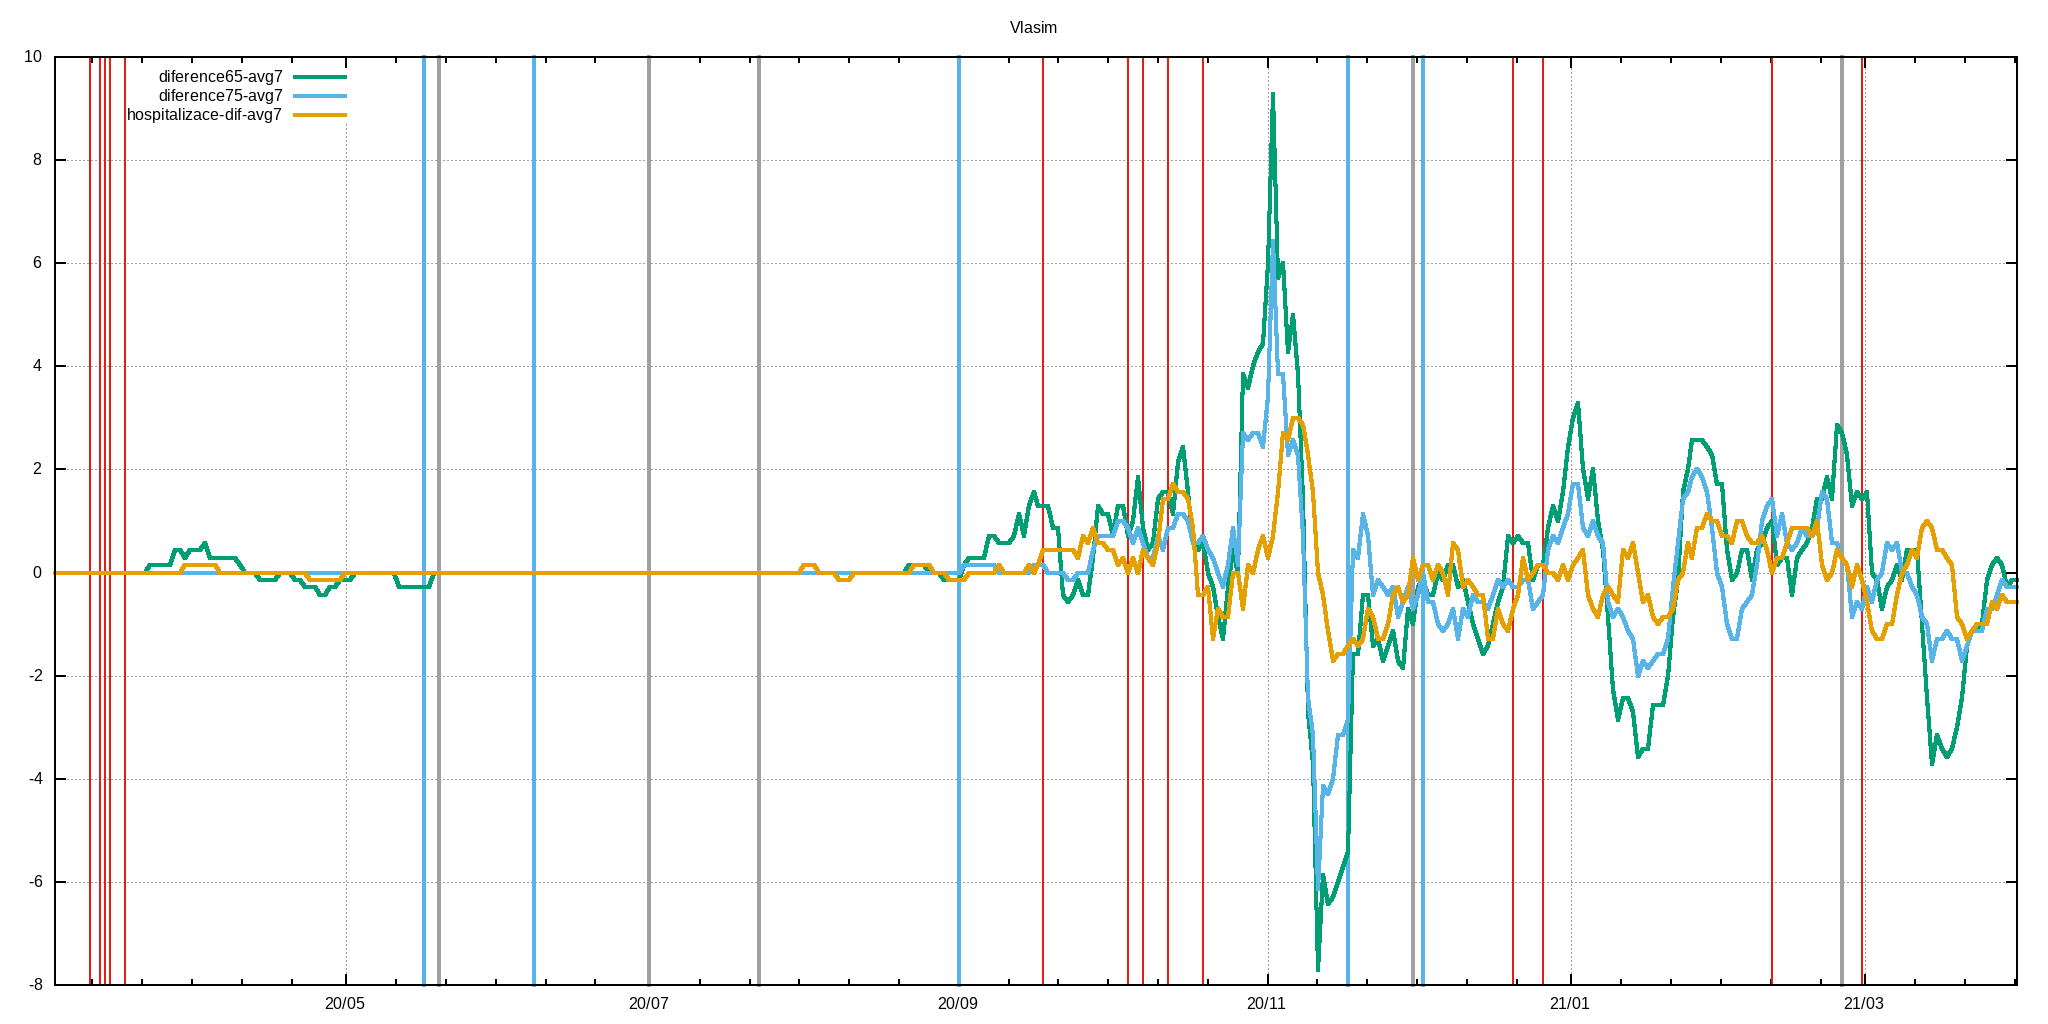 Vlasim
diference65-avg7
diference75-avg7
hospitalizace-dif-avg7
10
8
6
4
2
0
-2
-4
-6
-8
20/05 20/07 20/09 20/11 21/01 21/03